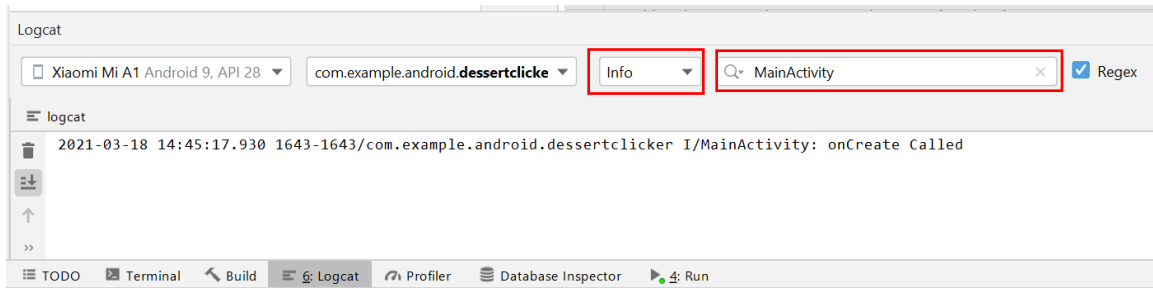 Logcat
Xiaomi Mi A1 Android 9, API 28 com.example.android.dessertclicke Info MainActivity Regex
logcat
2021-03-18 14:45:17.930 1643-1643/com.example.android.dessertclicker I/MainActivity: onCreate Called
TODO Terminal Build 6: Logcat Profiler Database Inspector 4: Run